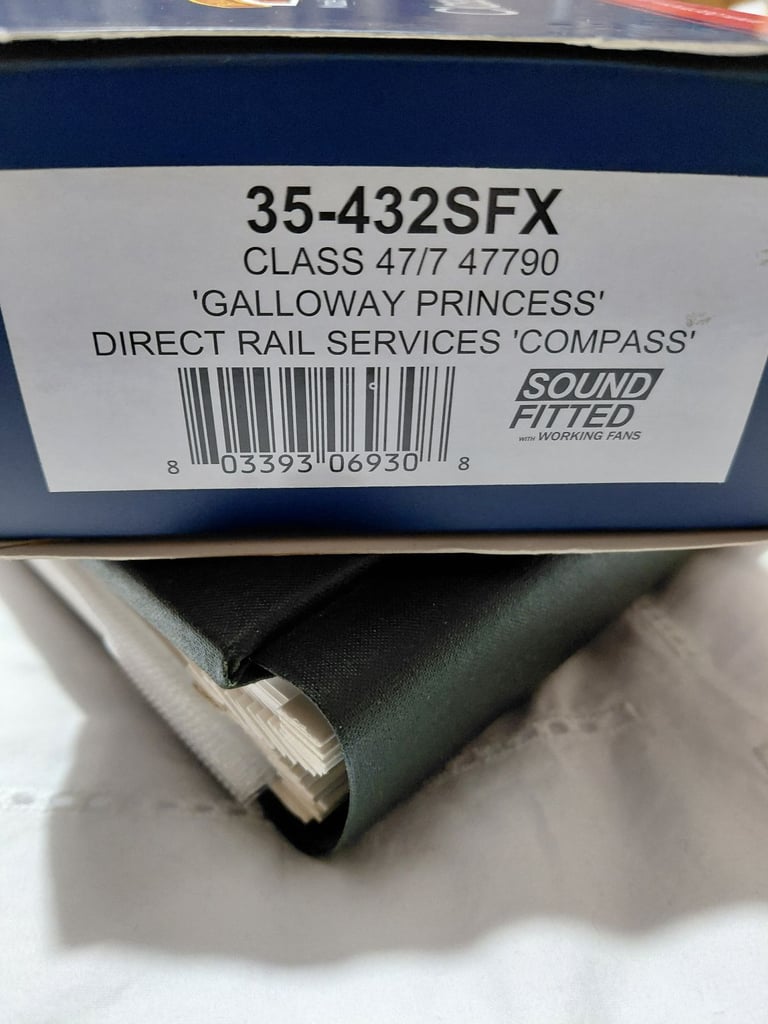 35-432SFX
CLASS 47/7 47790
'GALLOWAY PRINCESS'
DIRECT RAIL SERVICES 'COMPASS'
SOUND
FITTED
WITH WORKING FANS
8 03393 06930 8